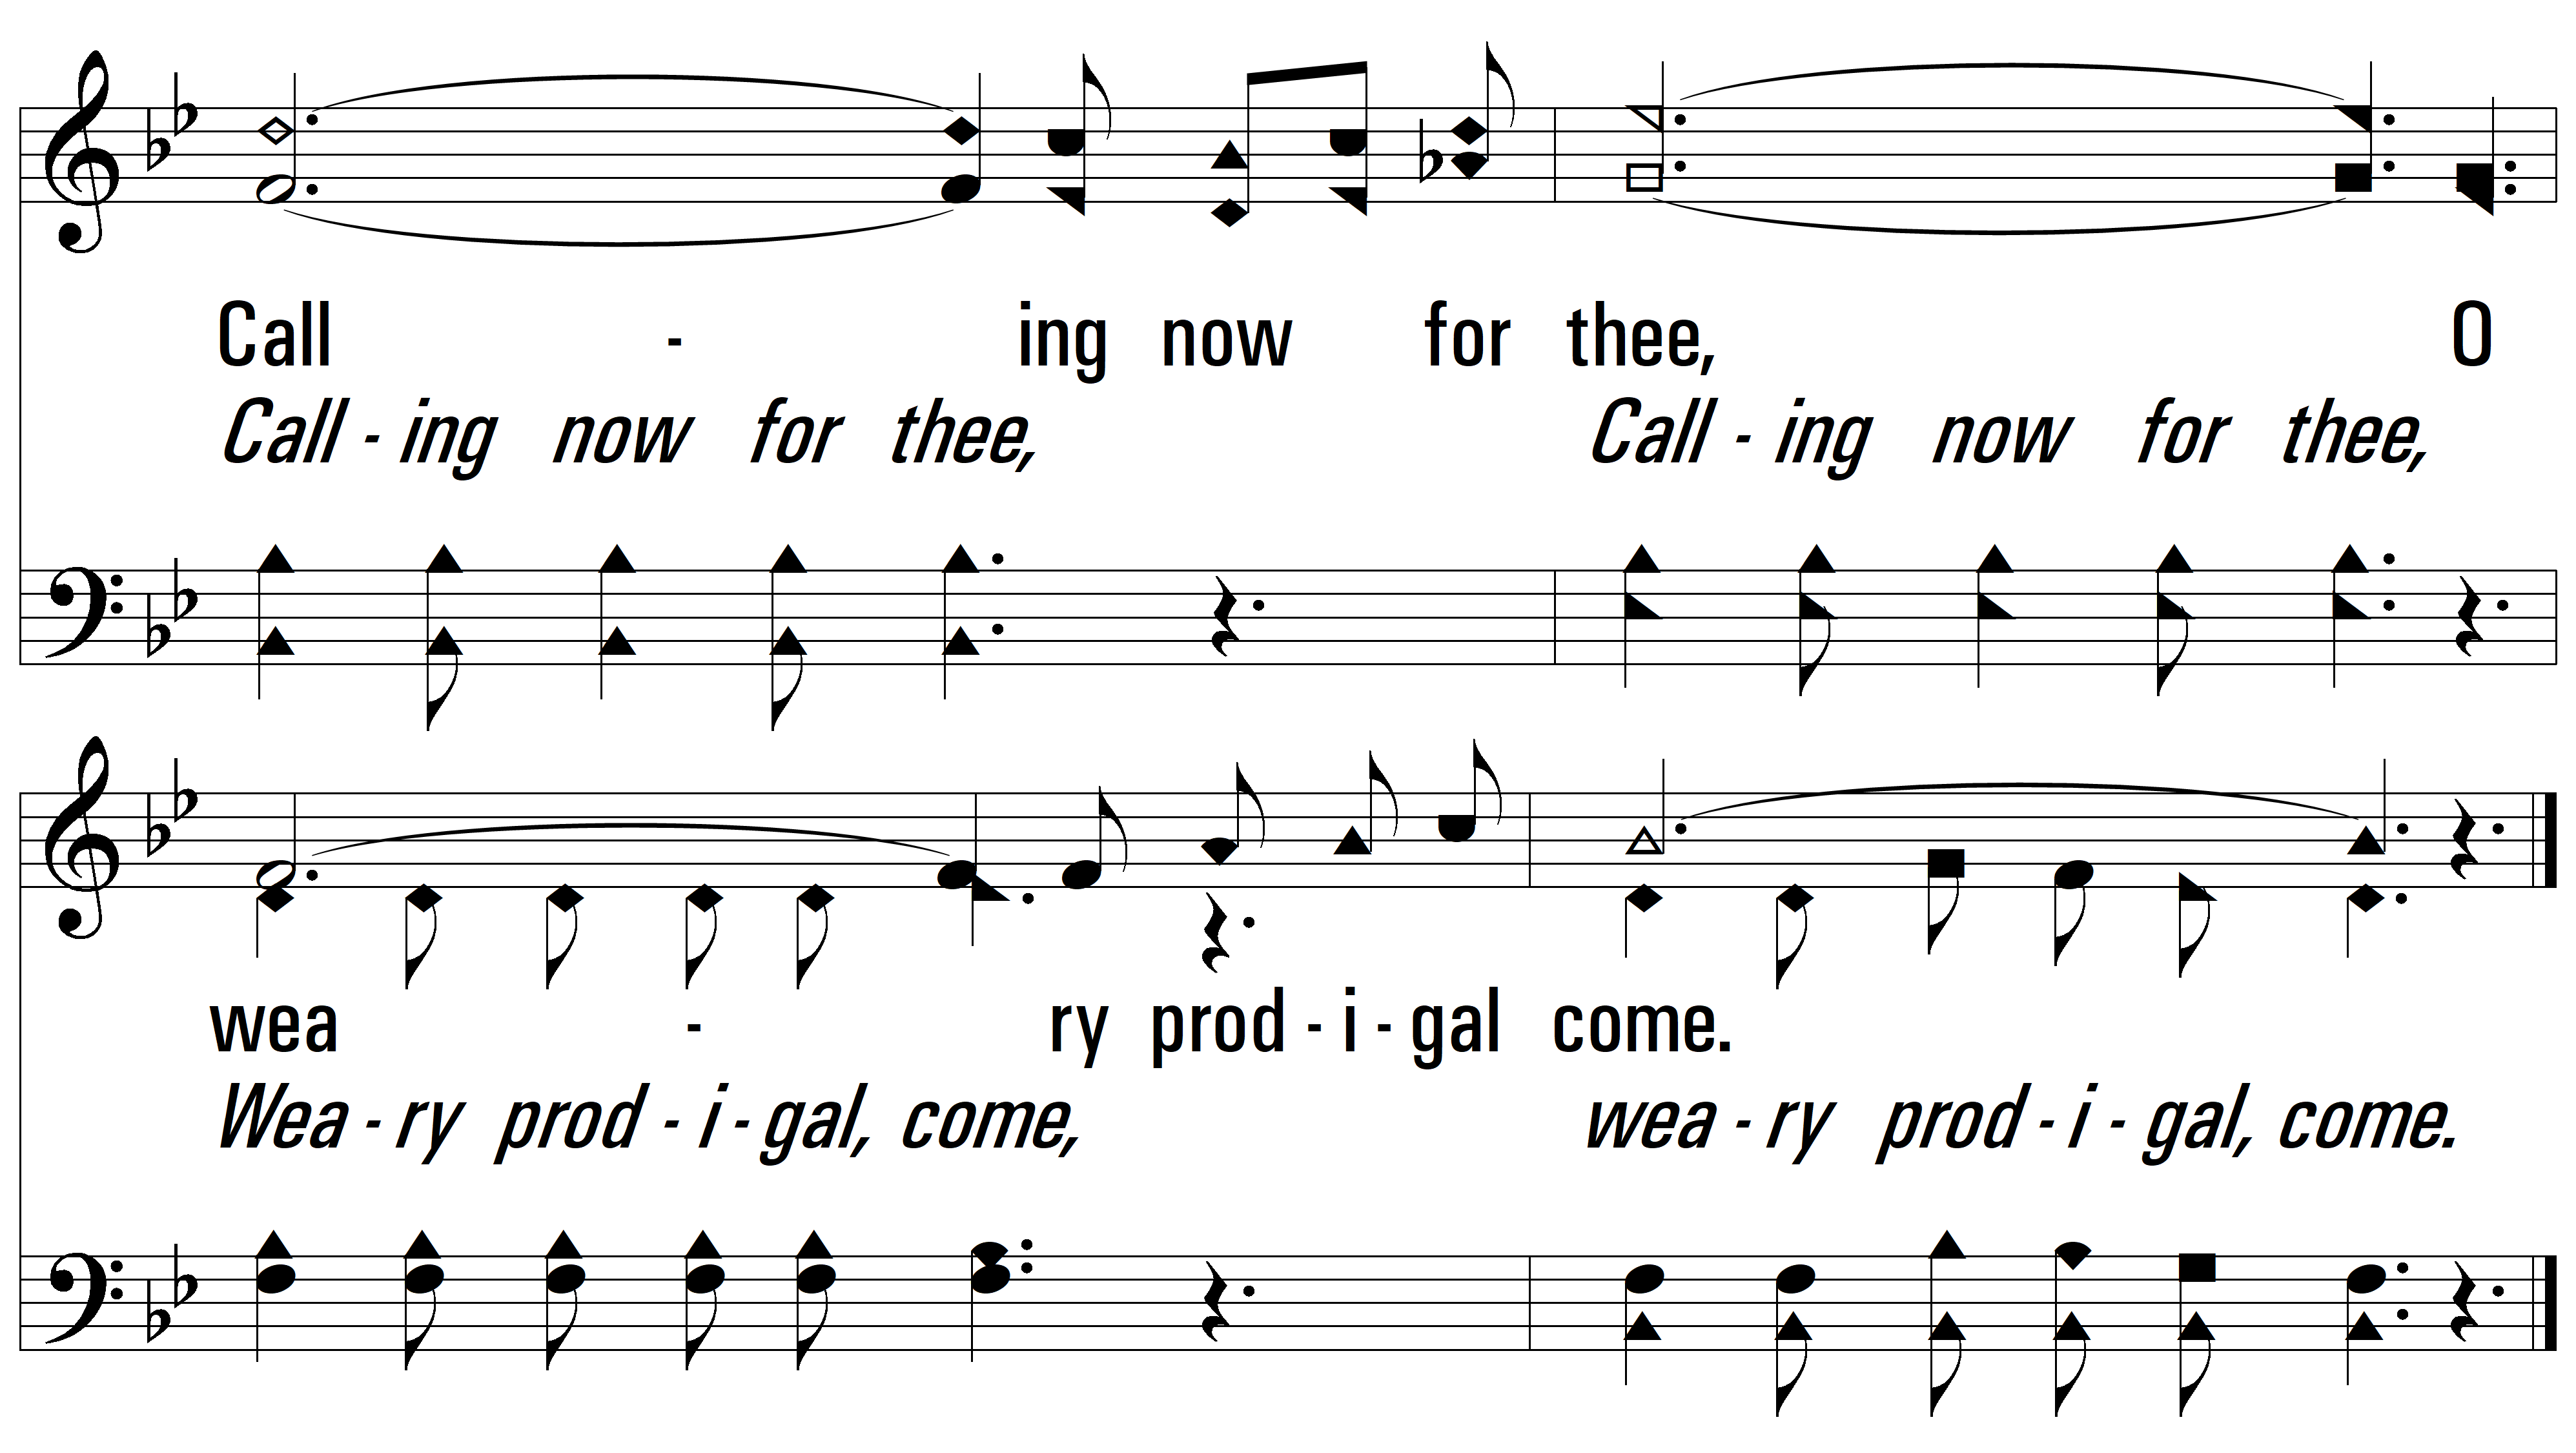 Call - ing now for thee, O
Call - ing now for thee, Call - ing now for thee,
wea - ry prod - i - gal come.
Wea - ry prod - i - gal, come, wea - ry prod - i - gal, come.